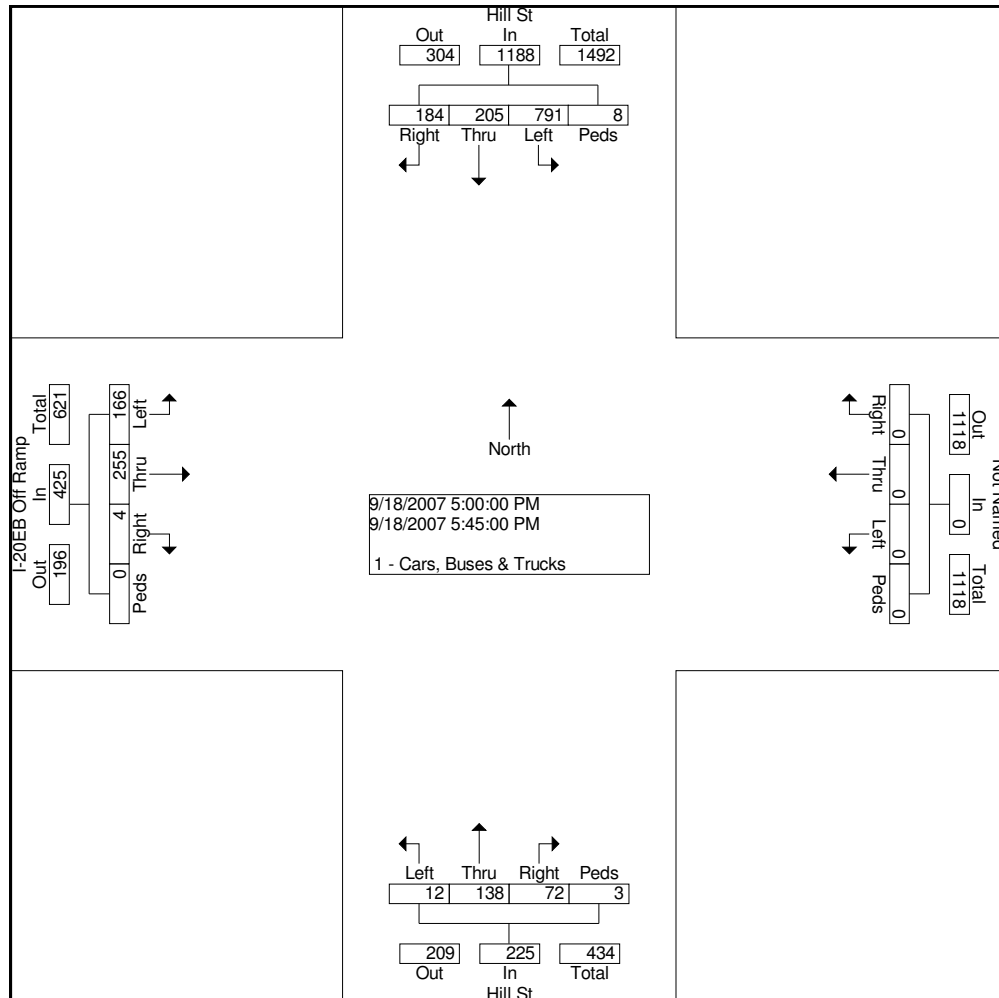 Hill St
Out In Total
304 1188 1492
184 205 791 8
Right Thru Left Peds
I-20EB Off Ramp
Total In Out
621 425 196
166 255 4 0
Left Thru Right Peds
North
9/18/2007 5:00:00 PM
9/18/2007 5:45:00 PM
1 - Cars, Buses & Trucks
Right Thru Left Peds
0 0 0 0
Out In Total
1118 0 1118
Not Named
Left Thru Right Peds
12 138 72 3
209 225 434
Out In Total
Hill St